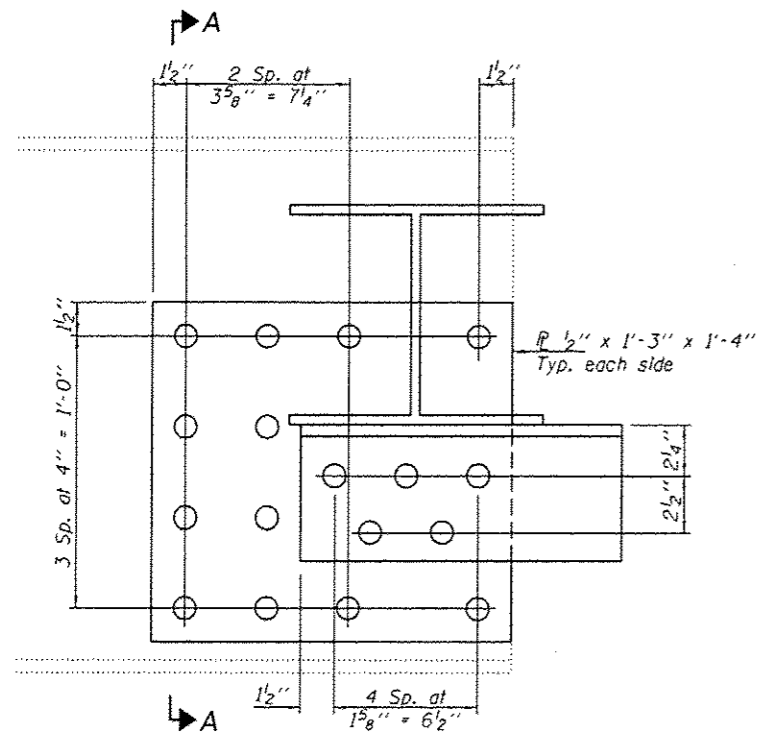 A
1½"
2 Sp. at
3⅝" = 7¼"
1½"
1½"
3 Sp. at 4" = 1'-0"
℄ ½" x 1'-3" x 1'-4"
Typ. each side
2¼"
2½"
1½"
4 Sp. at
1⅝" = 6½"
A